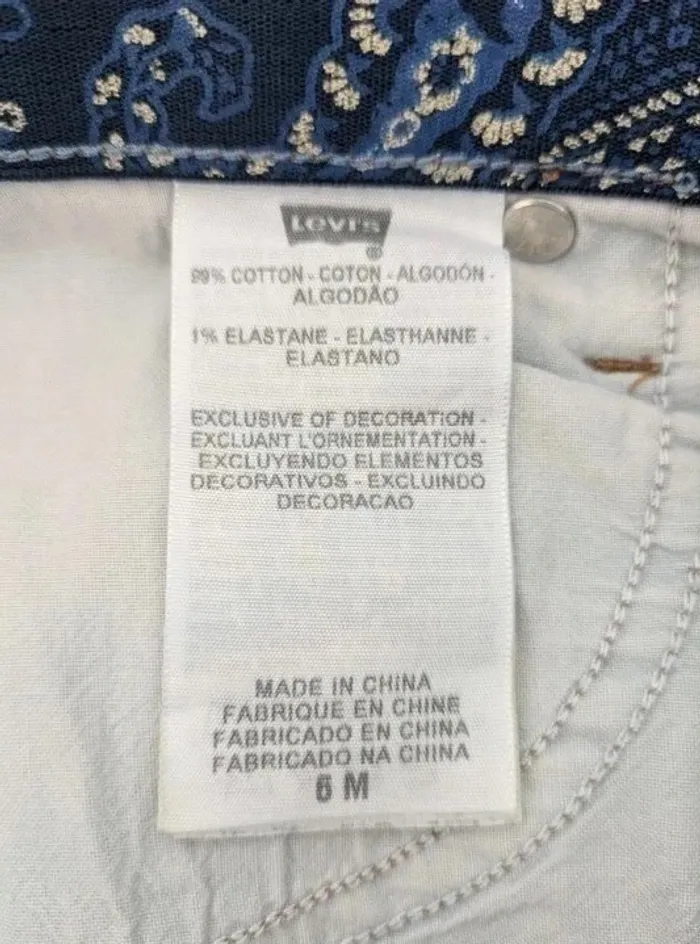 Levi's
®
99% COTTON - COTON - ALGODÓN -
ALGODÃO
1% ELASTANE - ELASTHANNE -
ELASTANO
EXCLUSIVE OF DECORATION -
EXCLUANT L'ORNEMENTATION -
EXCLUYENDO ELEMENTOS
DECORATIVOS - EXCLUINDO
DECORACAO
MADE IN CHINA
FABRIQUE EN CHINE
FABRICADO EN CHINA
FABRICADO NA CHINA
6 M